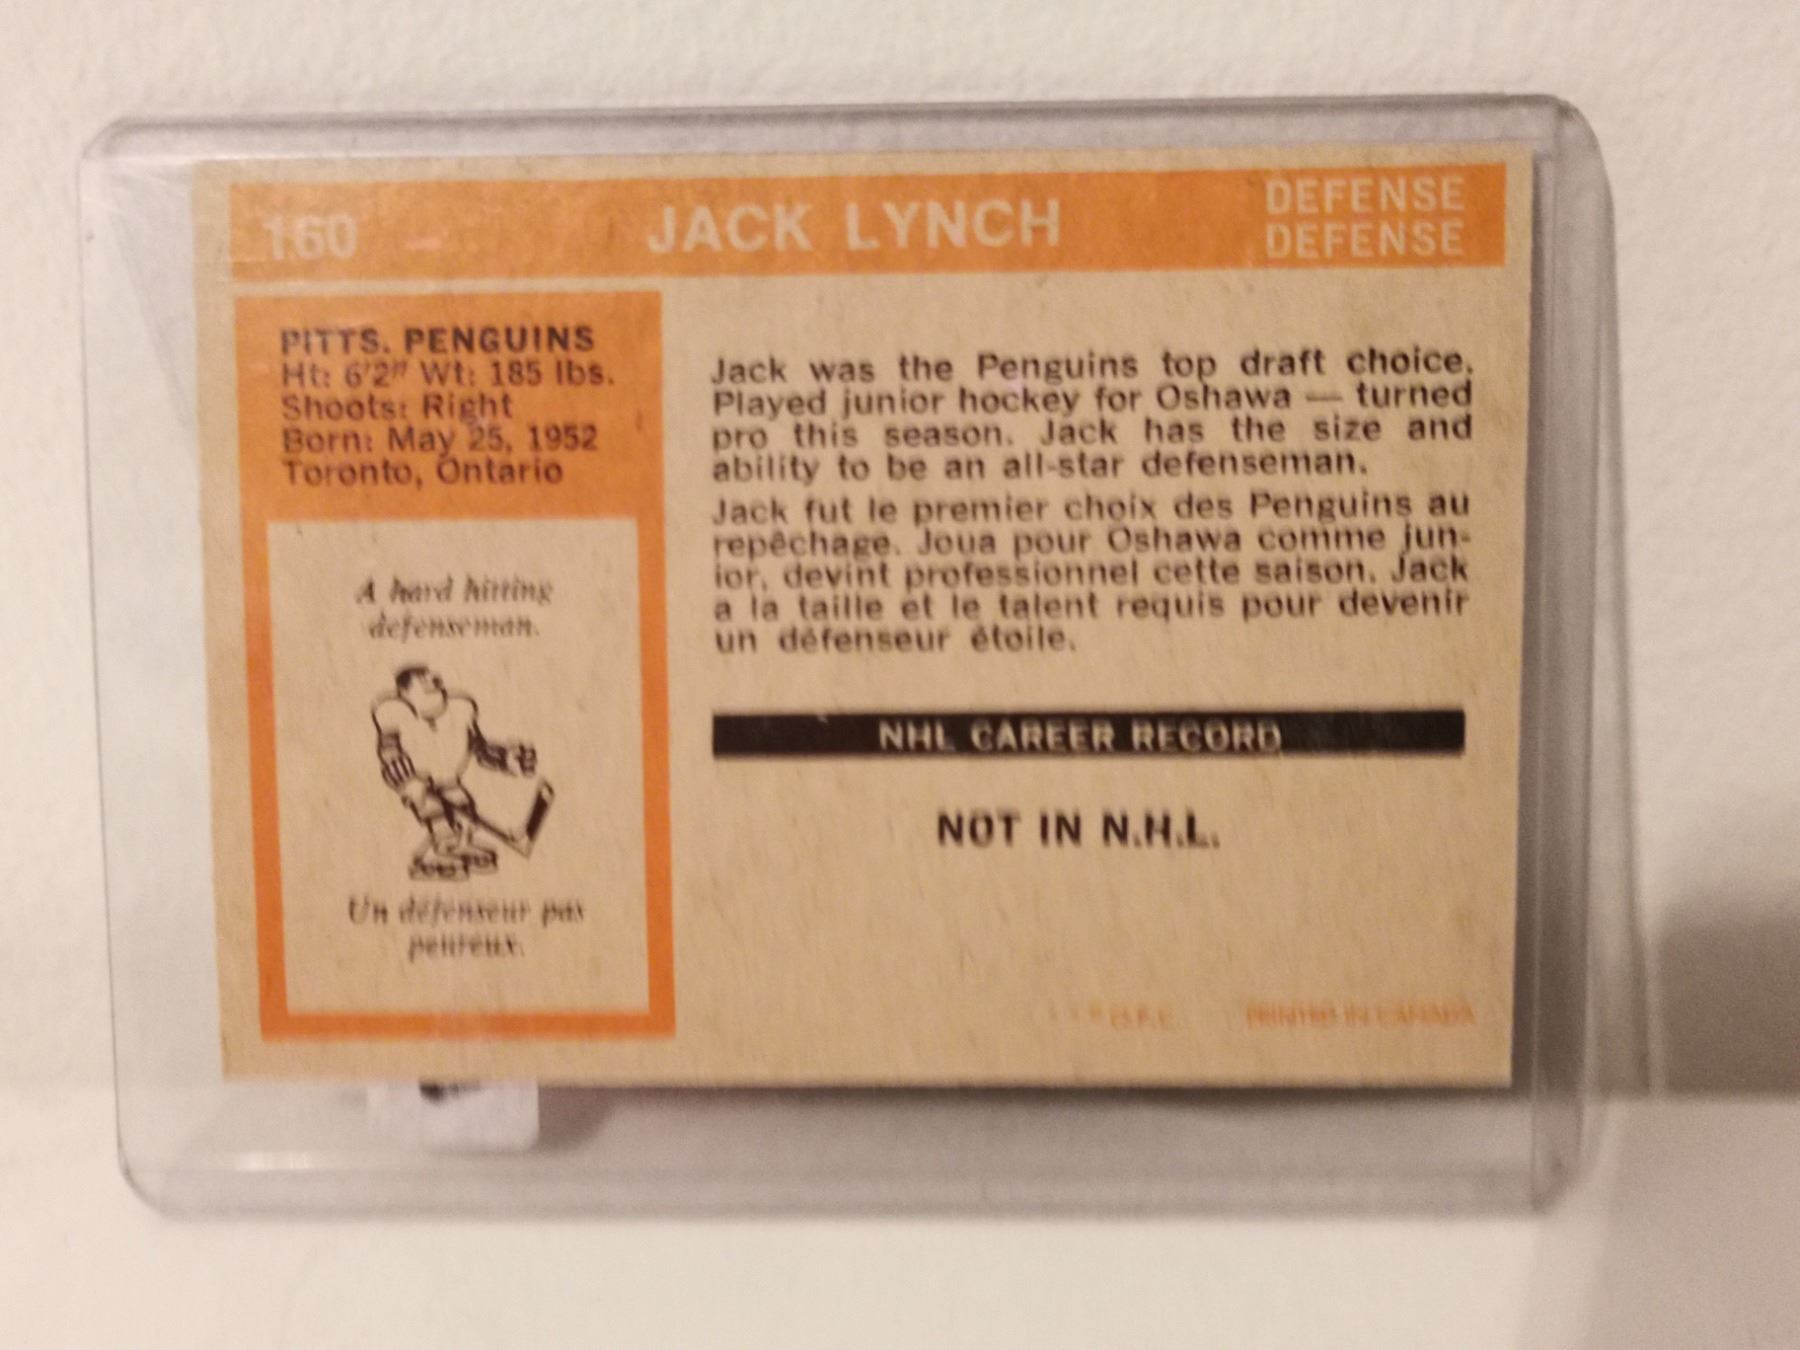 160 JACK LYNCH DEFENSE
DEFENSE
PITTS. PENGUINS
Ht: 6'2" Wt: 185 lbs.
Shoots: Right
Born: May 25, 1952
Toronto, Ontario
A hard hitting
defenseman.
Un défenseur pas
peureux.
Jack was the Penguins top draft choice.
Played junior hockey for Oshawa — turned
pro this season. Jack has the size and
ability to be an all-star defenseman.
Jack fut le premier choix des Penguins au
repêchage. Joua pour Oshawa comme jun-
ior, devint professionnel cette saison. Jack
a la taille et le talent requis pour devenir
un défenseur étoile.
NHL CAREER RECORD
NOT IN N.H.L.
O.P.C. PRINTED IN CANADA